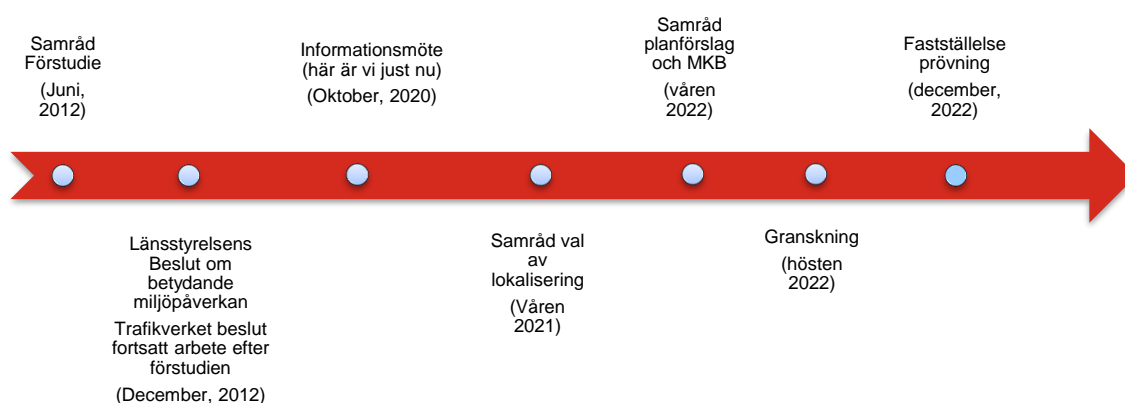 Samråd
Förstudie
(Juni,
2012)
Länsstyrelsens
Beslut om
betydande
miljöpåverkan
Trafikverket beslut
fortsatt arbete efter
förstudien
(December, 2012)
Informationsmöte
(här är vi just nu)
(Oktober, 2020)
Samråd val
av
lokalisering
(Våren
2021)
Samråd
planförslag
och MKB
(våren
2022)
Granskning
(hösten
2022)
Fastställelse
prövning
(december,
2022)